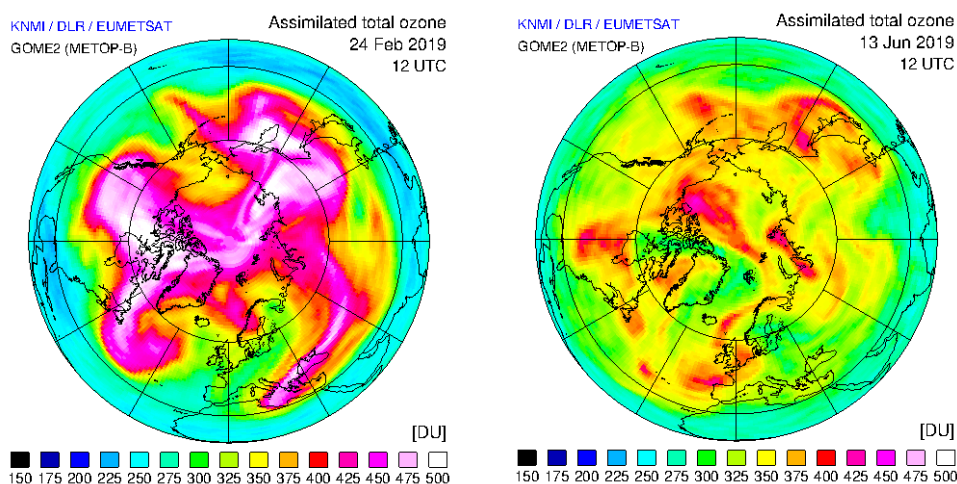 KNMI / DLR / EUMETSAT
GOME2 (METOP-B)
Assimilated total ozone
24 Feb 2019
12 UTC
[DU]
150 175 200 225 250 275 300 325 350 375 400 425 450 475 500
KNMI / DLR / EUMETSAT
GOME2 (METOP-B)
Assimilated total ozone
13 Jun 2019
12 UTC
[DU]
150 175 200 225 250 275 300 325 350 375 400 425 450 475 500